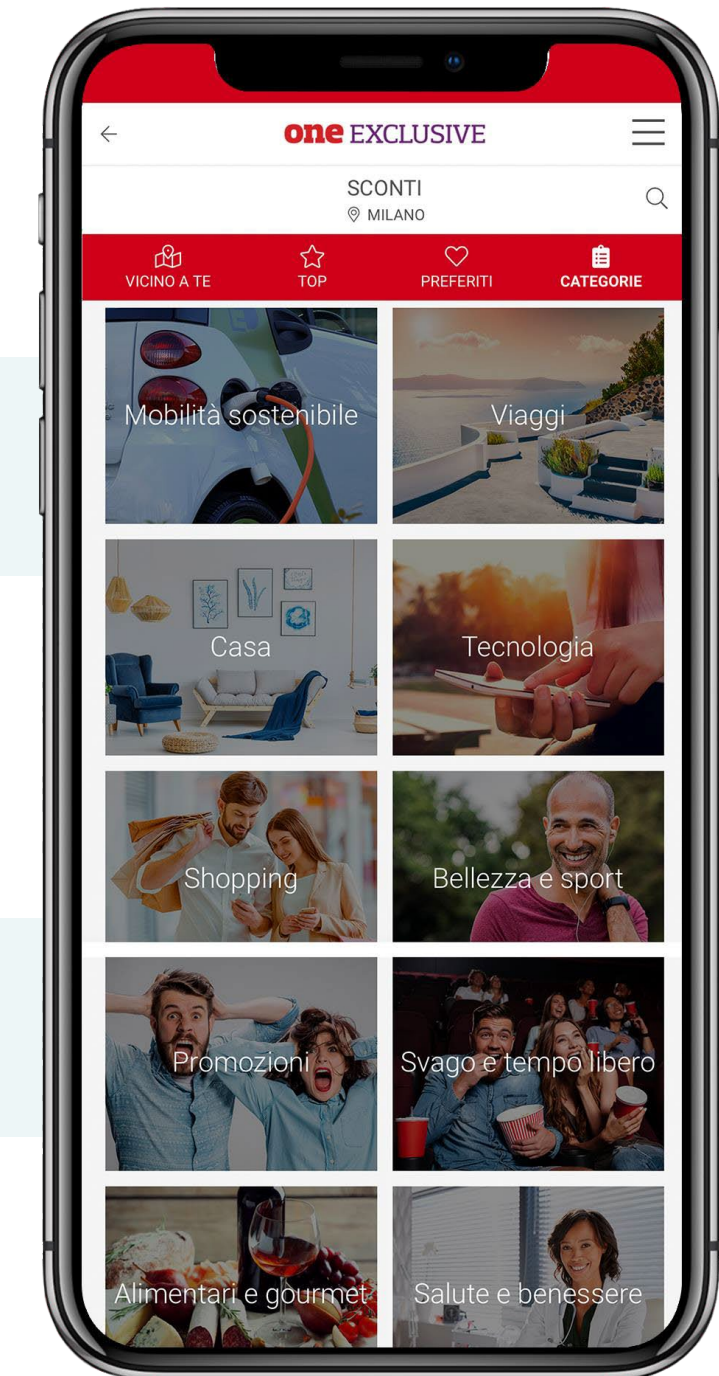 one EXCLUSIVE
SCONTI
MILANO
VICINO A TE
TOP
PREFERITI
CATEGORIE
Mobilità sostenibile
Viaggi
Casa
Tecnologia
Shopping
Bellezza e sport
Promozioni
Svago e tempo libero
Alimentari e gourmet
Salute e benessere